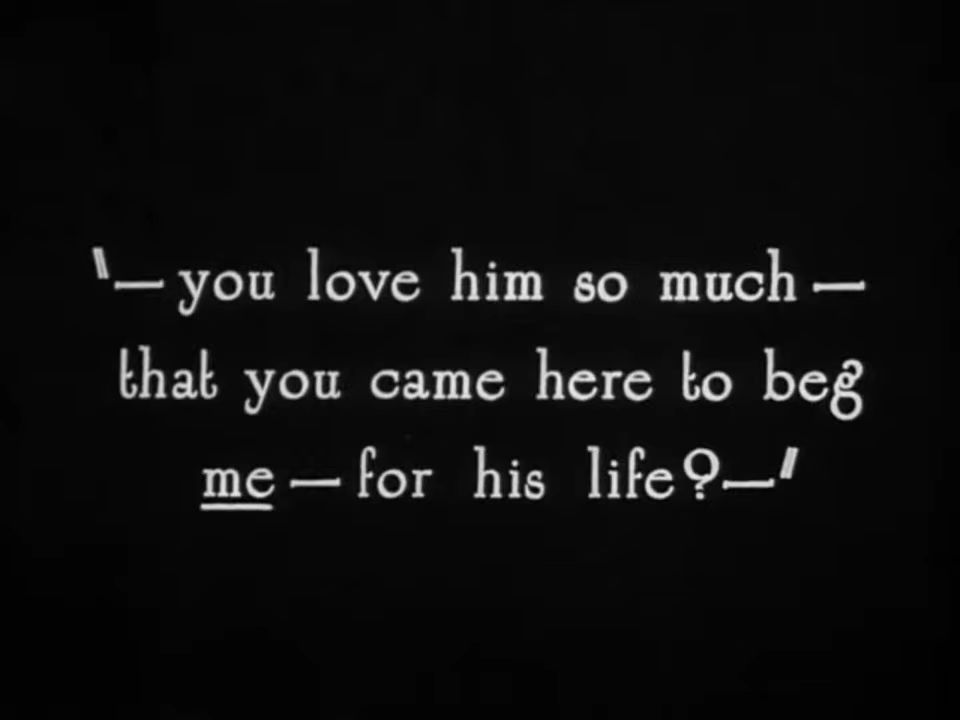 "—you love him so much—
that you came here to beg
me—for his life?—"